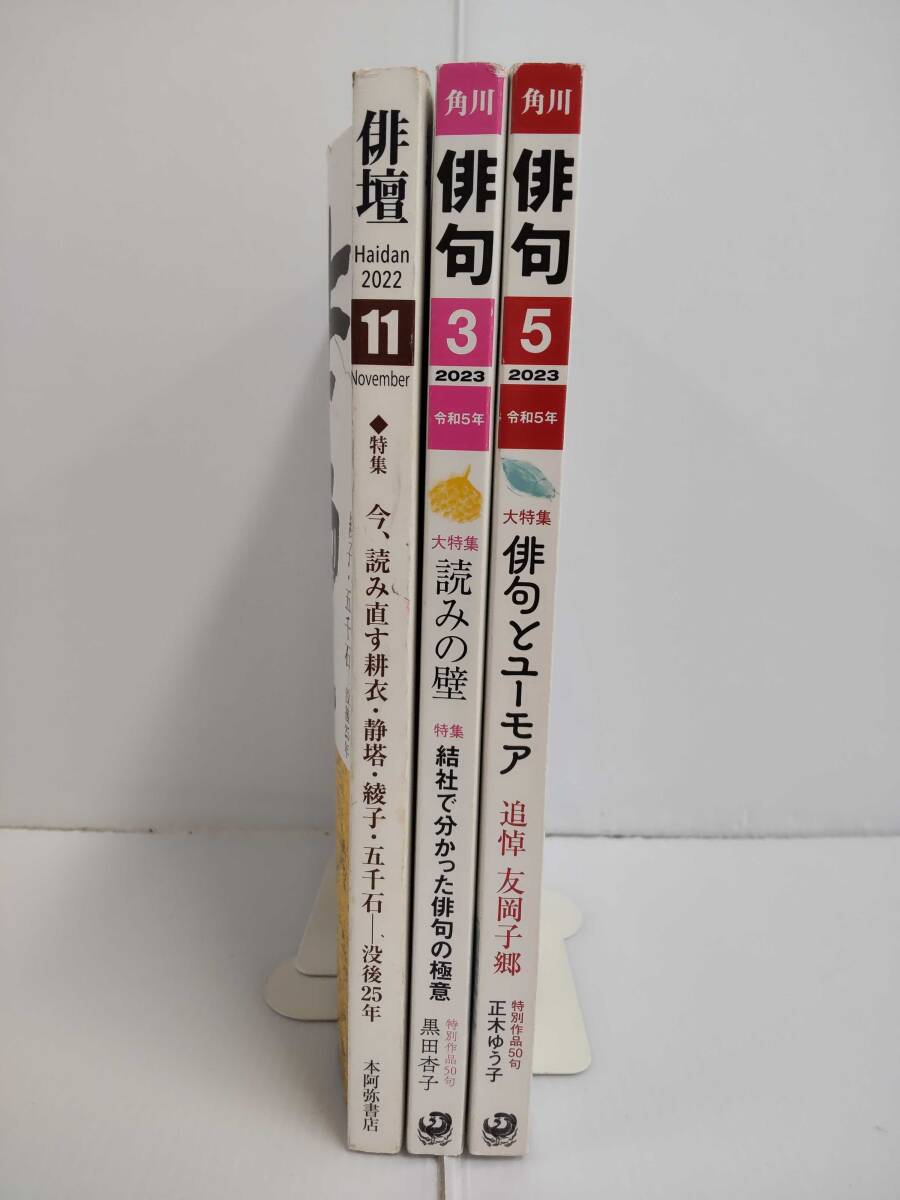 俳壇
Haidan
2022
11
November
◆特集 今、読み直す耕衣・静塔・綾子・五千石──没後25年
本阿弥書店
角川
俳句
3
2023
令和5年
大特集
読みの壁
特集
結社で分かった俳句の極意
特別作品50句
黒田杏子
角川
俳句
5
2023
令和5年
大特集
俳句とユーモア
追悼 友岡子郷
特別作品50句
正木ゆう子